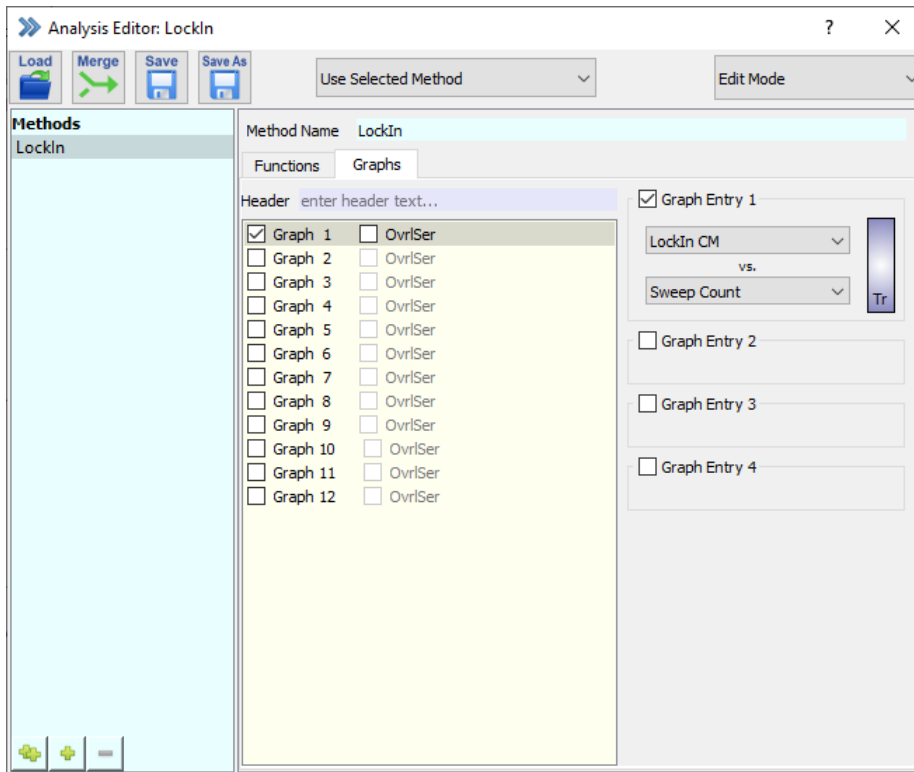 Analysis Editor: LockIn
?
Load
Merge
Save
Save As
Use Selected Method
Edit Mode
Methods
LockIn
Method Name LockIn
Functions Graphs
Header enter header text...
Graph 1 OvrlSer
Graph 2 OvrlSer
Graph 3 OvrlSer
Graph 4 OvrlSer
Graph 5 OvrlSer
Graph 6 OvrlSer
Graph 7 OvrlSer
Graph 8 OvrlSer
Graph 9 OvrlSer
Graph 10 OvrlSer
Graph 11 OvrlSer
Graph 12 OvrlSer
Graph Entry 1
LockIn CM
vs.
Sweep Count
Tr
Graph Entry 2
Graph Entry 3
Graph Entry 4